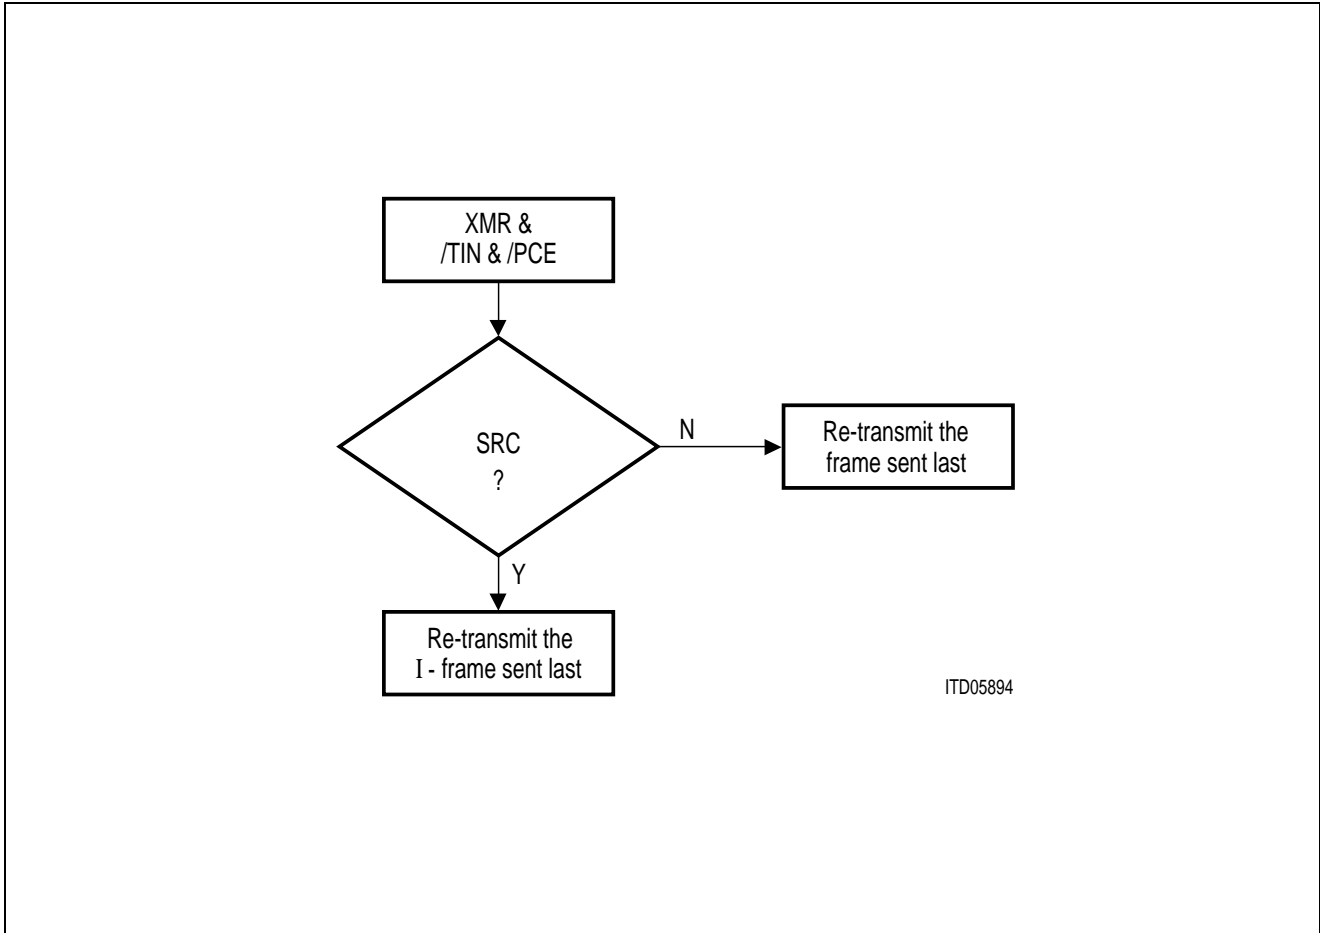 XMR &
/TIN & /PCE
SRC
?
N
Re-transmit the
frame sent last
Y
Re-transmit the
I - frame sent last
ITD05894